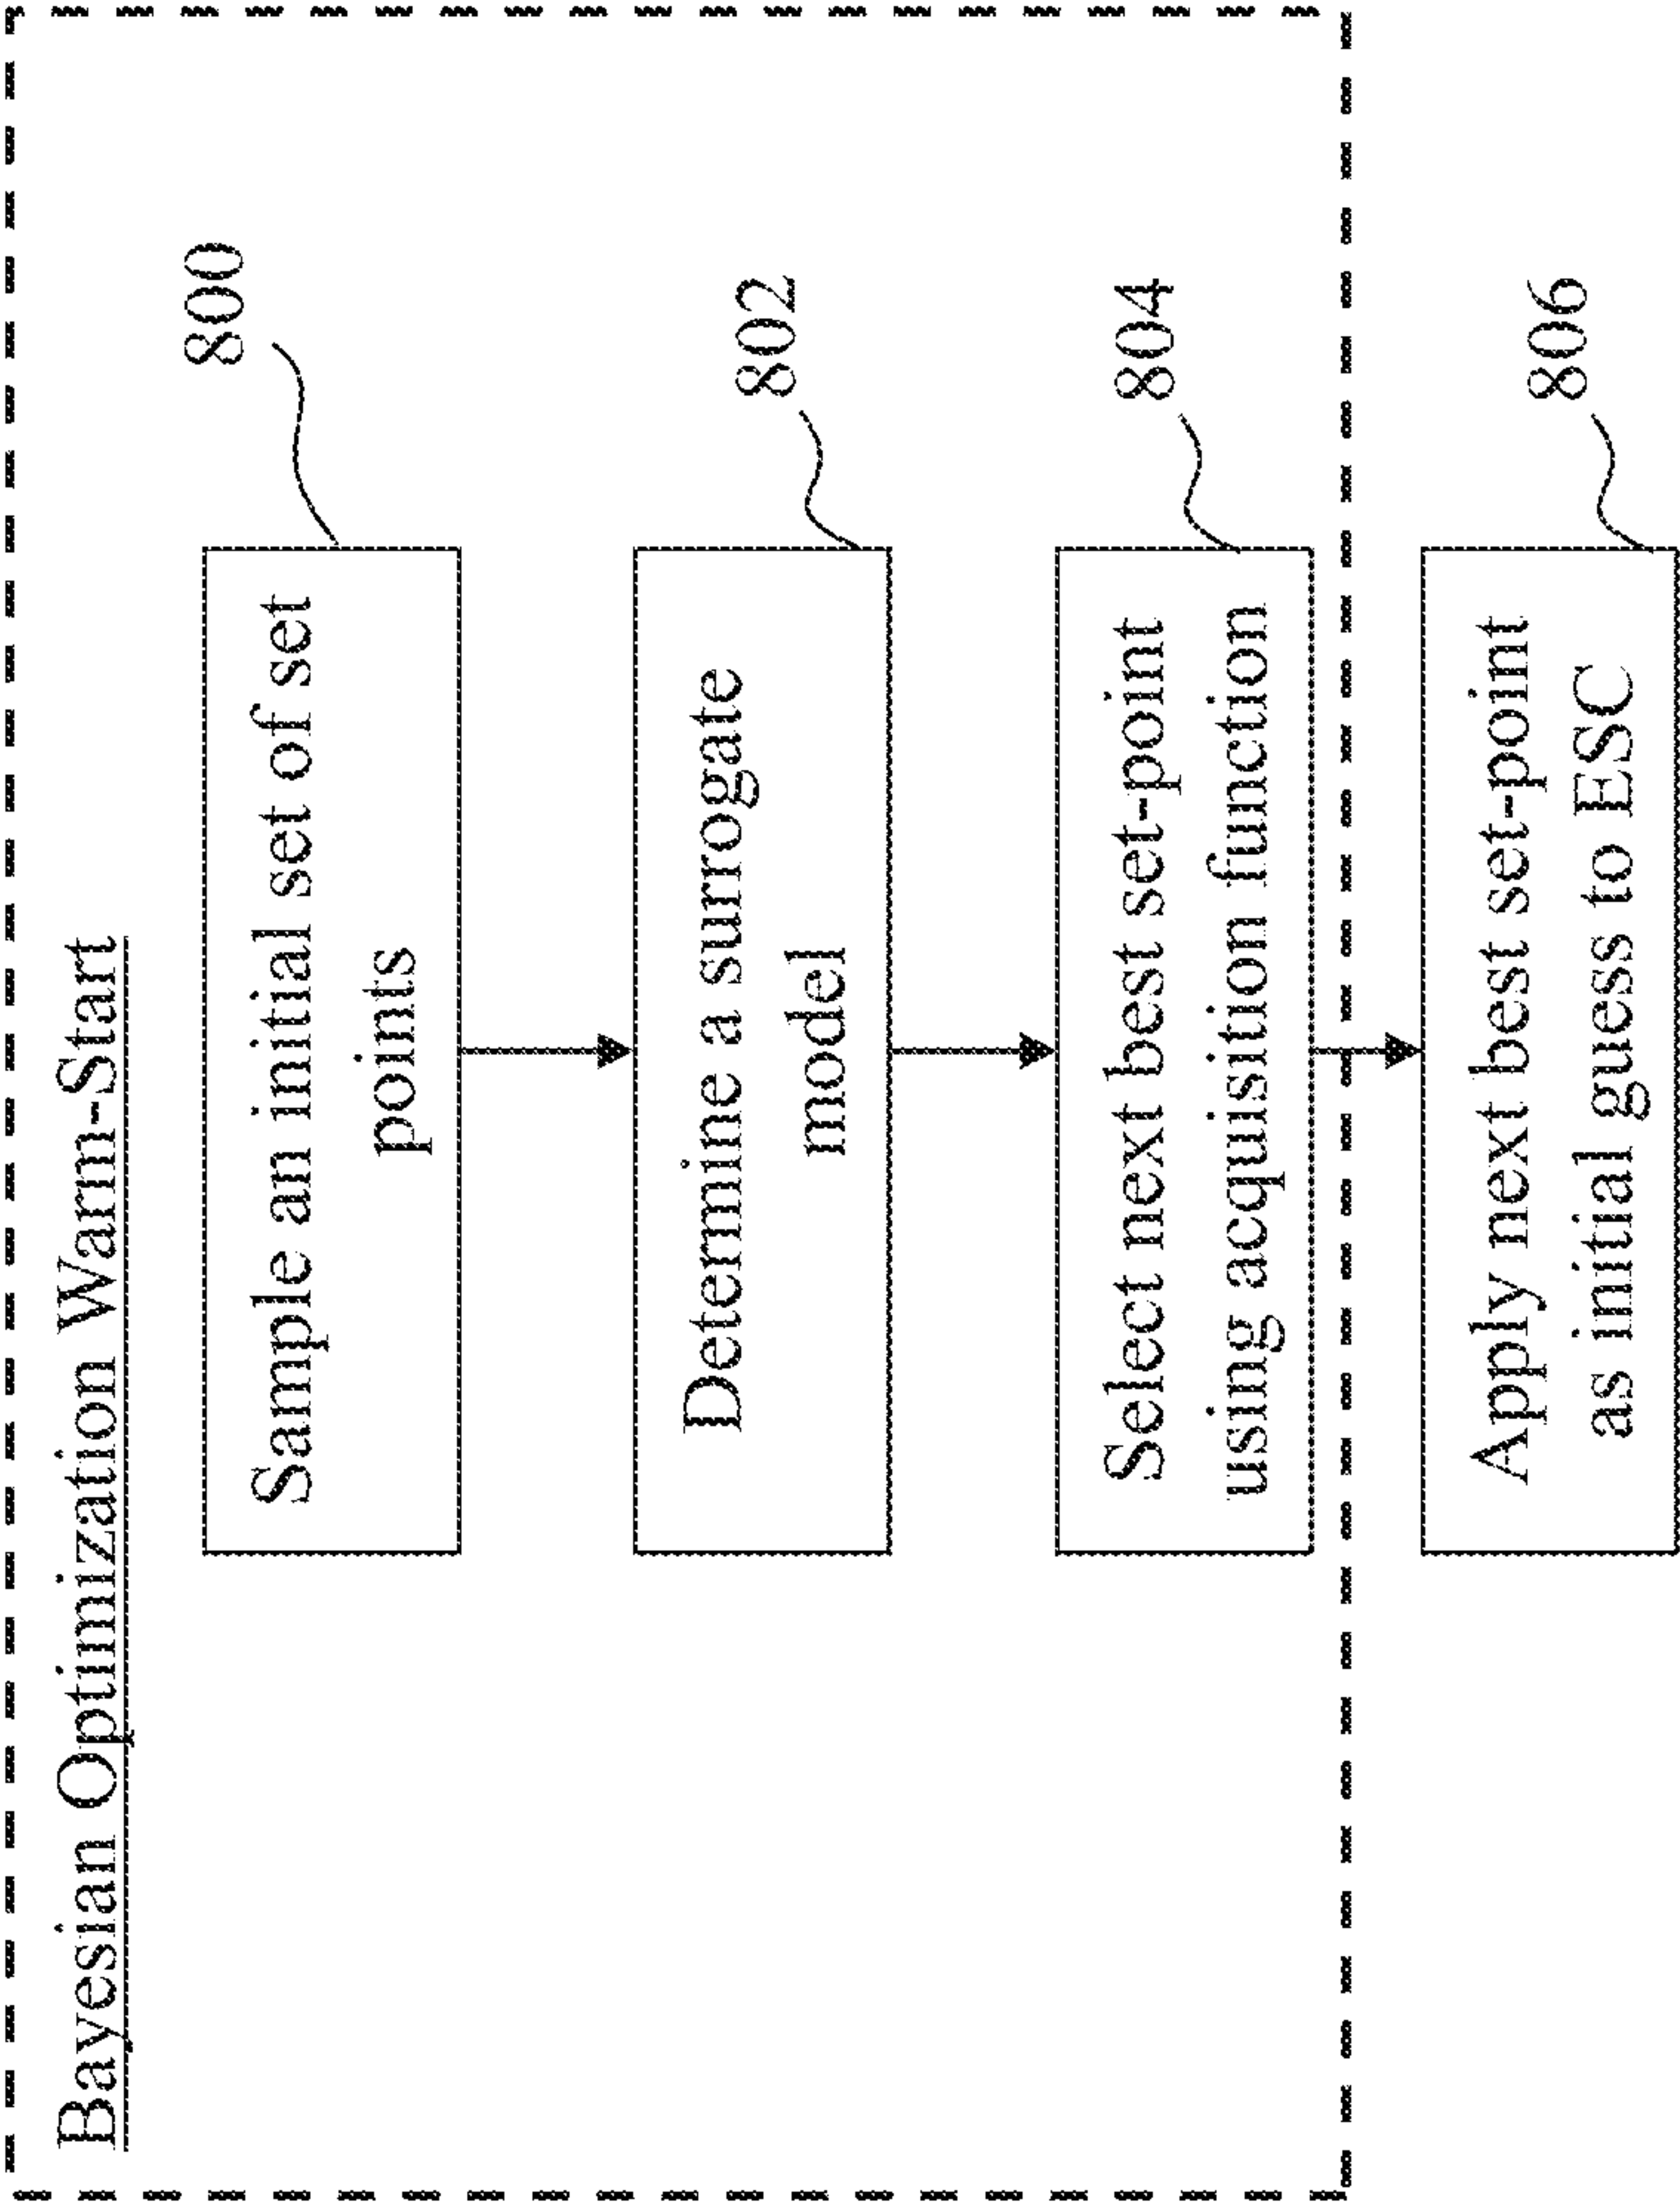 Bayesian Optimization Warm-Start
Sample an initial set of set
points
800
Determine a surrogate
model
802
Select next best set-point
using acquisition function
804
Apply next best set-point
as initial guess to ESC
806